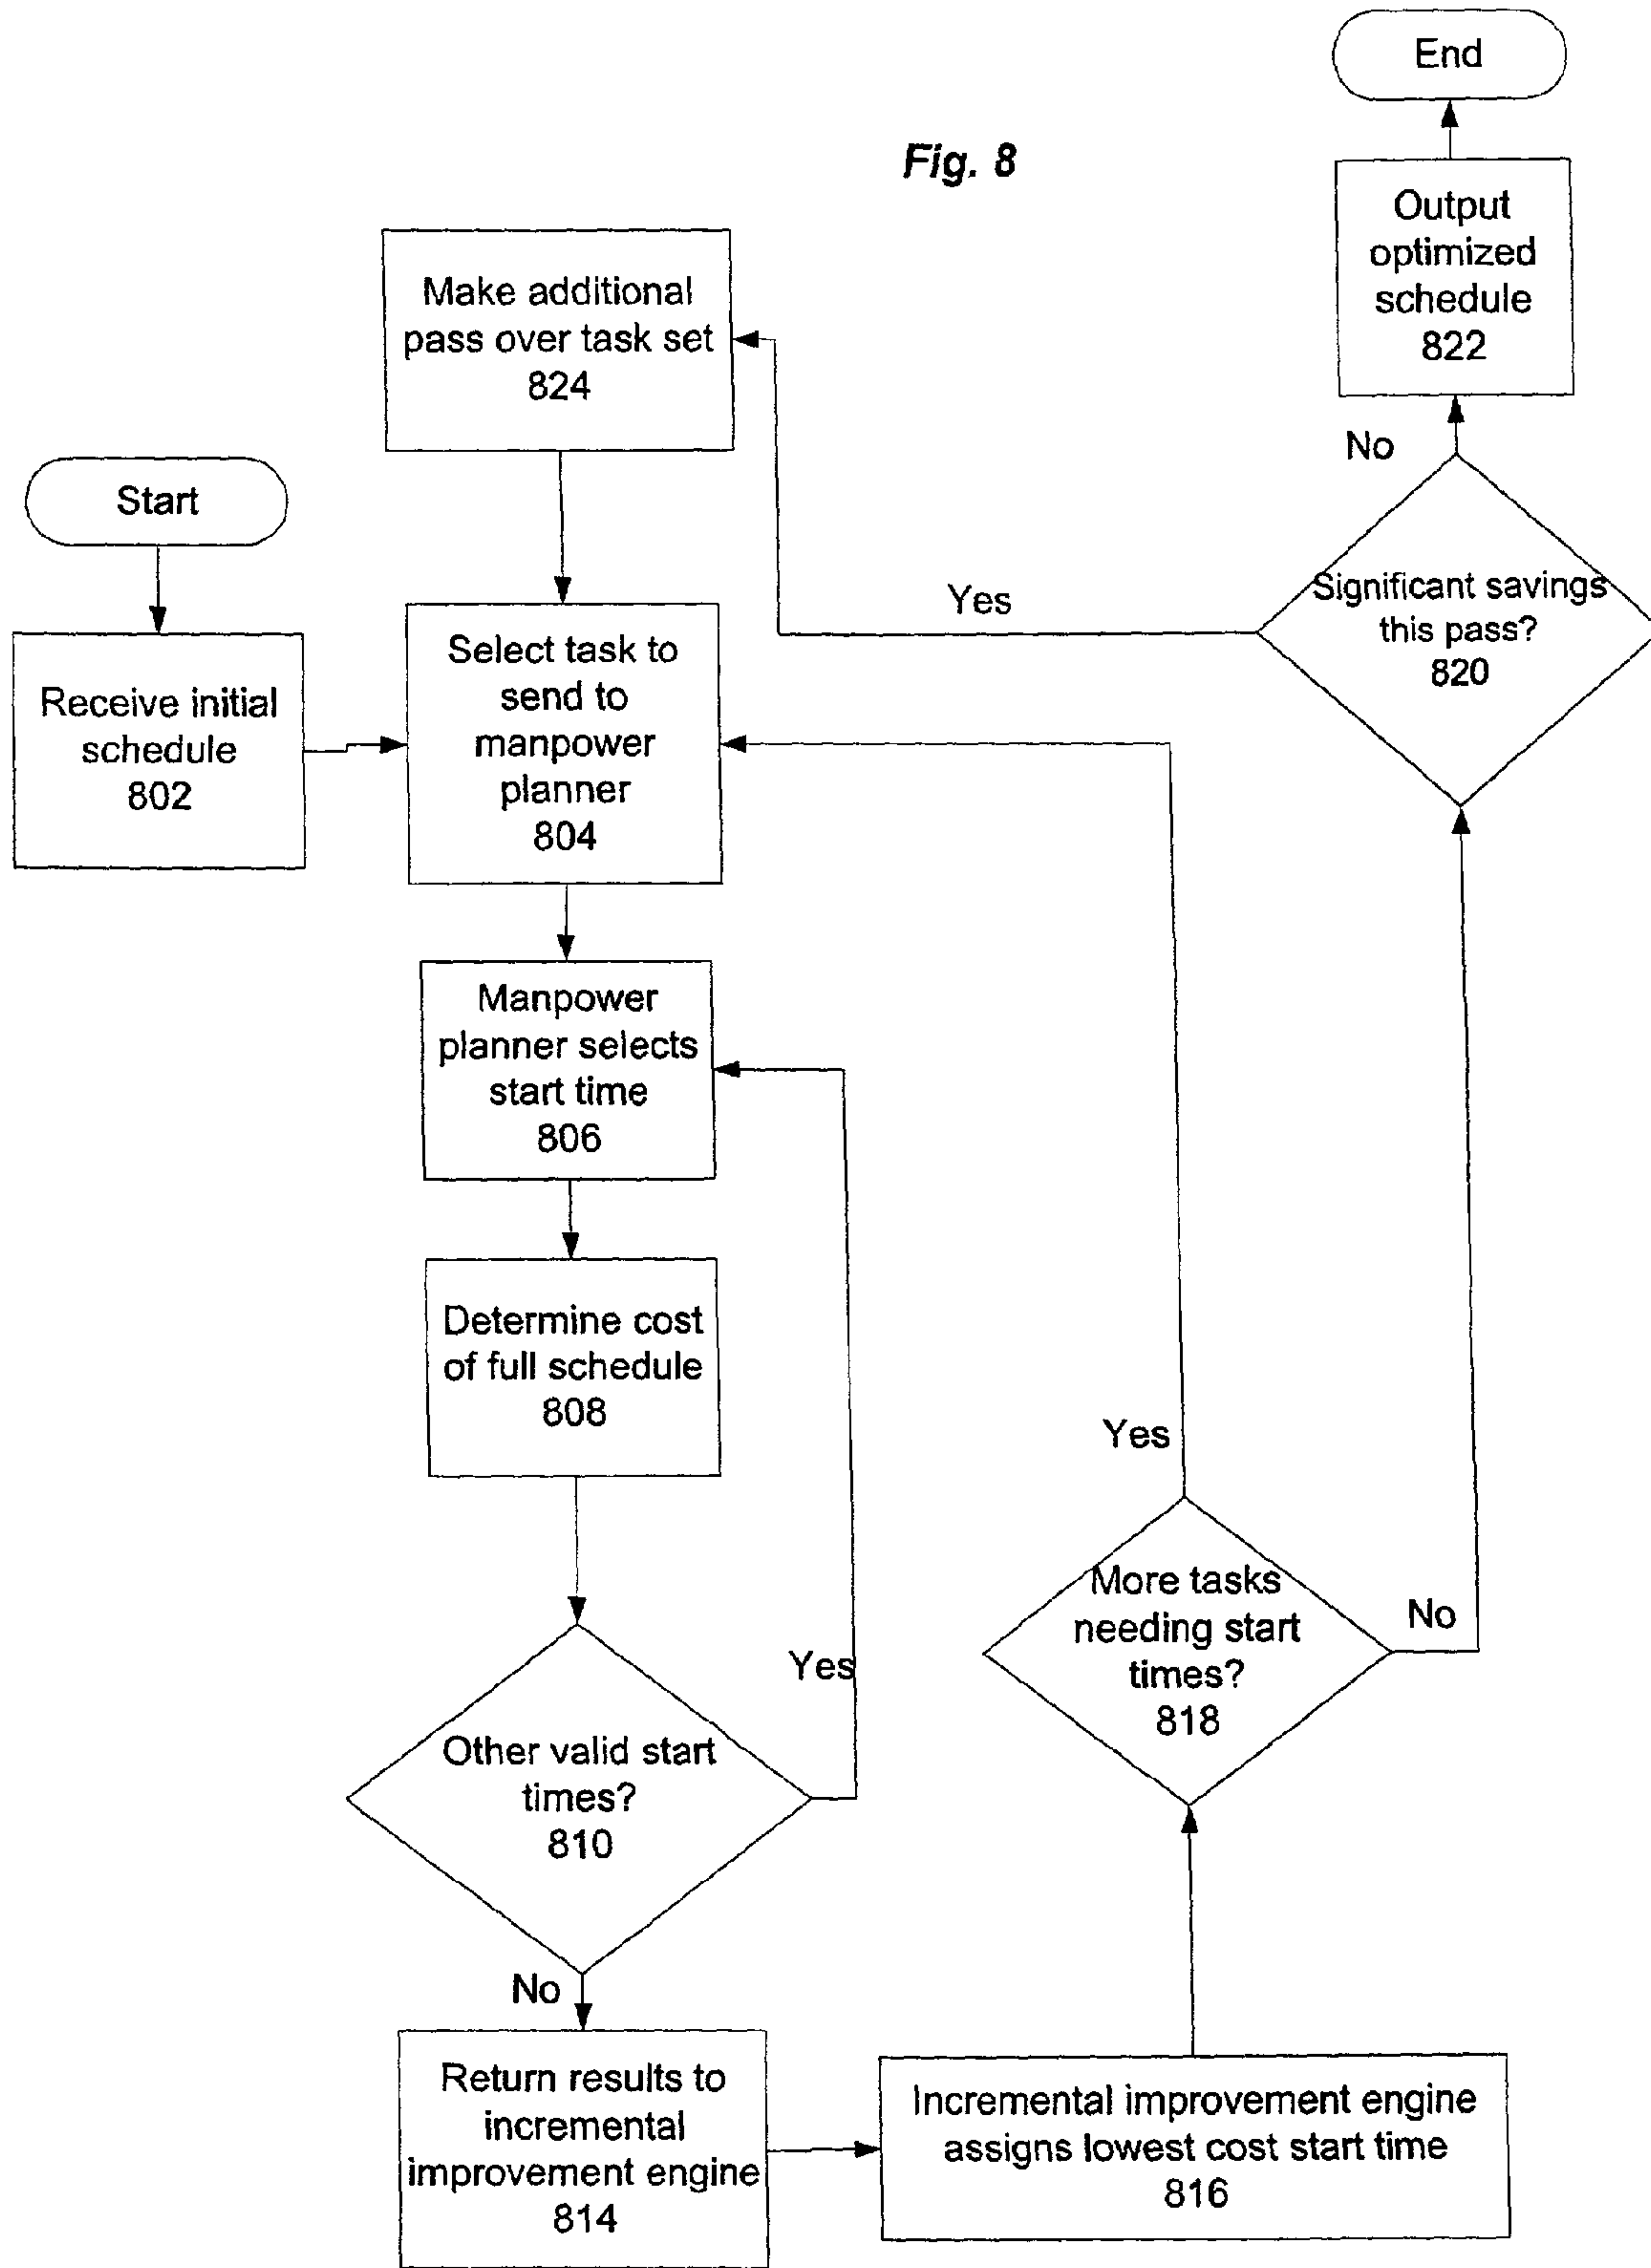 End
Fig. 8
Output
optimized
schedule
822
Make additional
pass over task set
824
No
Start
Significant savings
this pass?
820
Yes
Select task to
send to
manpower
planner
804
Receive initial
schedule
802
Manpower
planner selects
start time
806
Determine cost
of full schedule
808
Yes
More tasks
needing start
times?
818
No
Yes
Other valid start
times?
810
No
Return results to
incremental
improvement engine
814
Incremental improvement engine
assigns lowest cost start time
816